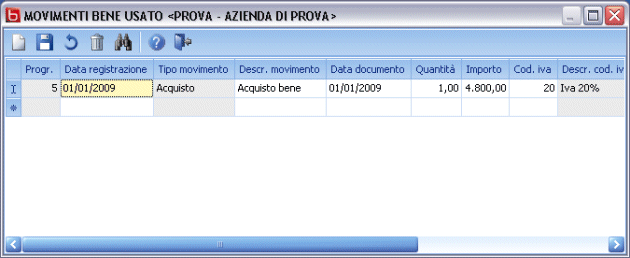 MOVIMENTI BENE USATO <PROVA - AZIENDA DI PROVA>
Progr. Data registrazione Tipo movimento Descr. movimento Data documento Quantità Importo Cod. iva Descr. cod. iv
5 01/01/2009 Acquisto Acquisto bene 01/01/2009 1,00 4.800,00 20 Iva 20%